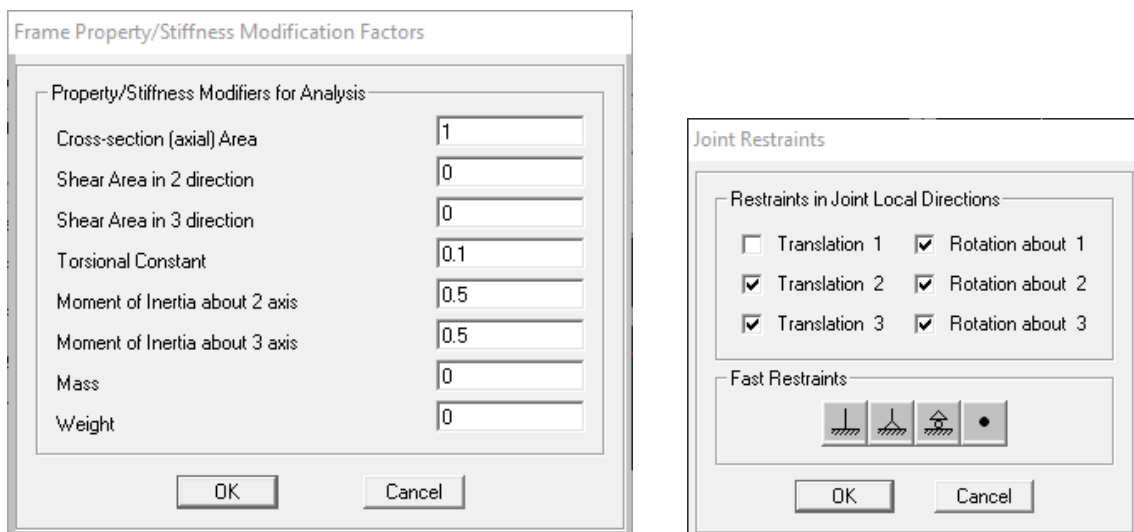 Frame Property/Stiffness Modification Factors
Property/Stiffness Modifiers for Analysis
Cross-section (axial) Area 1
Shear Area in 2 direction 0
Shear Area in 3 direction 0
Torsional Constant 0.1
Moment of Inertia about 2 axis 0.5
Moment of Inertia about 3 axis 0.5
Mass 0
Weight 0
OK Cancel
Joint Restraints
Restraints in Joint Local Directions
Translation 1 Rotation about 1
Translation 2 Rotation about 2
Translation 3 Rotation about 3
Fast Restraints
OK Cancel